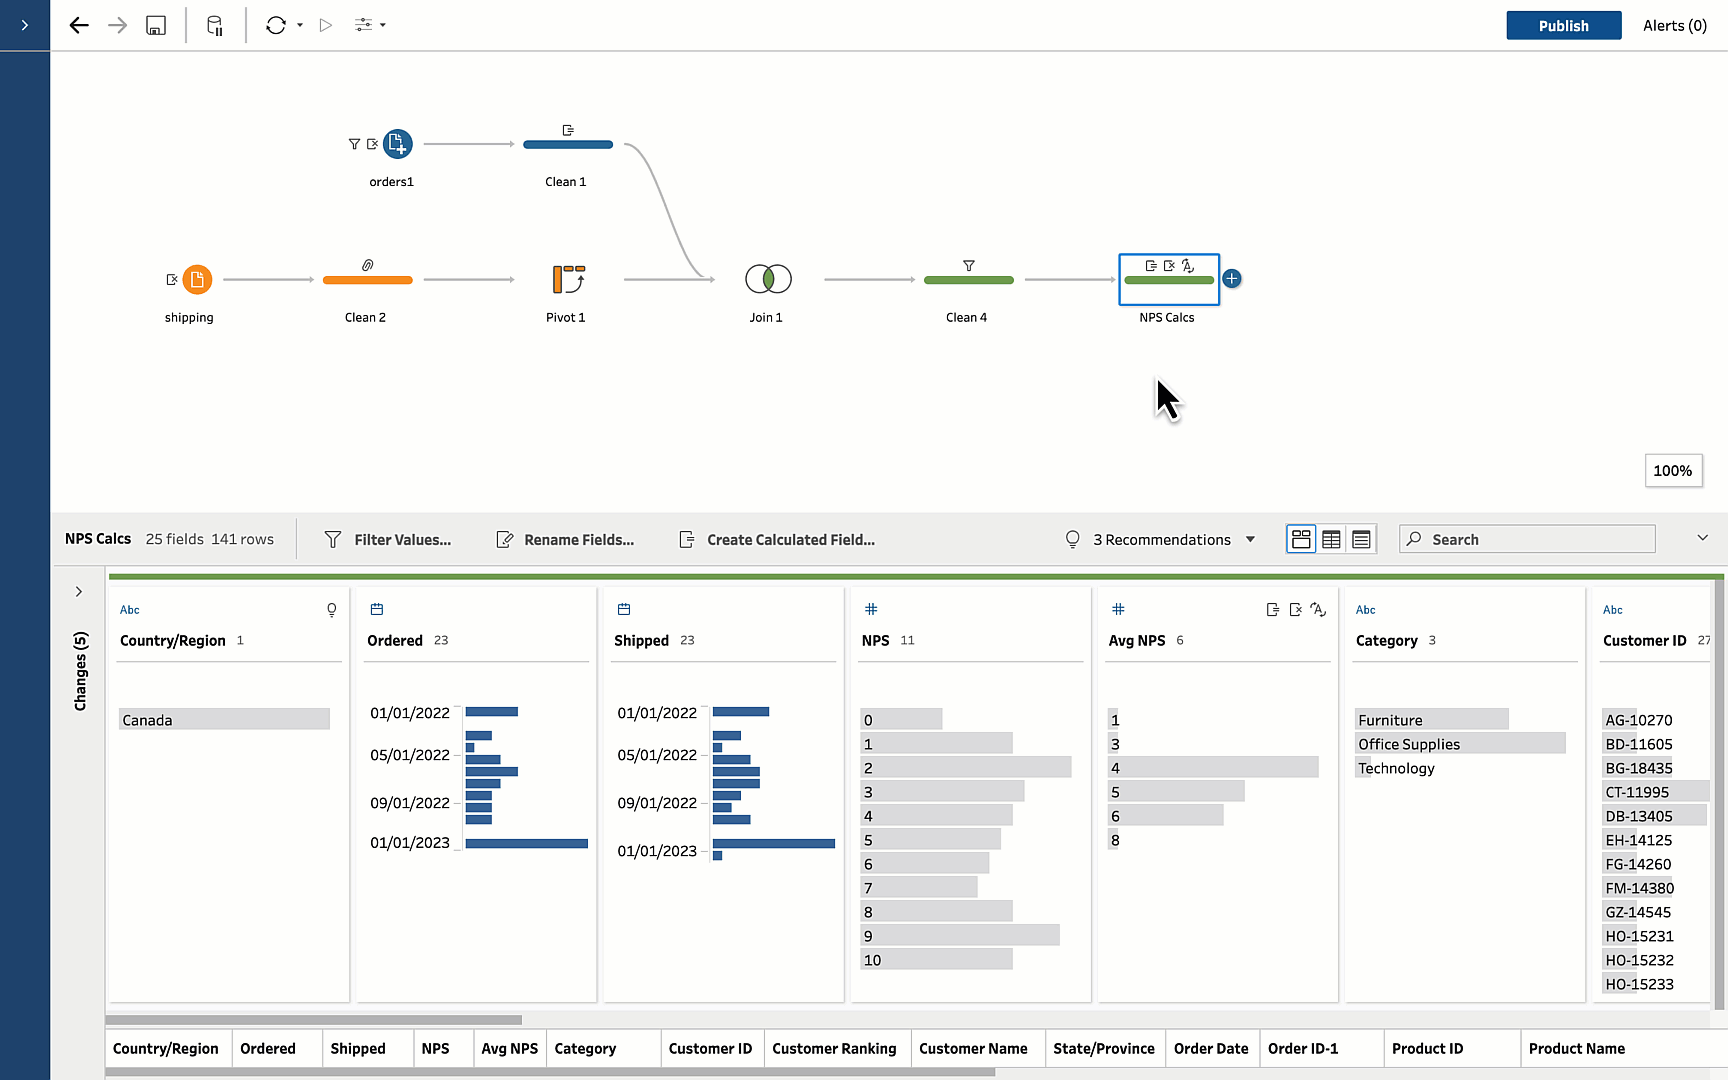 Publish
Alerts (0)
orders1
Clean 1
shipping
Clean 2
Pivot 1
Join 1
Clean 4
NPS Calcs
100%
NPS Calcs 25 fields 141 rows
Filter Values...
Rename Fields...
Create Calculated Field...
3 Recommendations
Search
Changes (5)
Abc
Country/Region 1
Canada
Ordered 23
01/01/2022
05/01/2022
09/01/2022
01/01/2023
Shipped 23
01/01/2022
05/01/2022
09/01/2022
01/01/2023
#
NPS 11
0
1
2
3
4
5
6
7
8
9
10
#
Avg NPS 6
1
3
4
5
6
8
Abc
Category 3
Furniture
Office Supplies
Technology
Abc
Customer ID 27
AG-10270
BD-11605
BG-18435
CT-11995
DB-13405
EH-14125
FG-14260
FM-14380
GZ-14545
HO-15231
HO-15232
HO-15233
Country/Region Ordered Shipped NPS Avg NPS Category Customer ID Customer Ranking Customer Name State/Province Order Date Order ID-1 Product ID Product Name